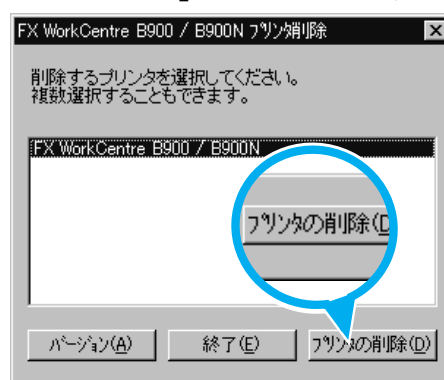 FX WorkCentre B900 / B900N プリンタ削除
削除するプリンタを選択してください。
複数選択することもできます。
FX WorkCentre B900 / B900N
プリンタの削除(D
バージョン(A) 終了(E) プリンタの削除(D)